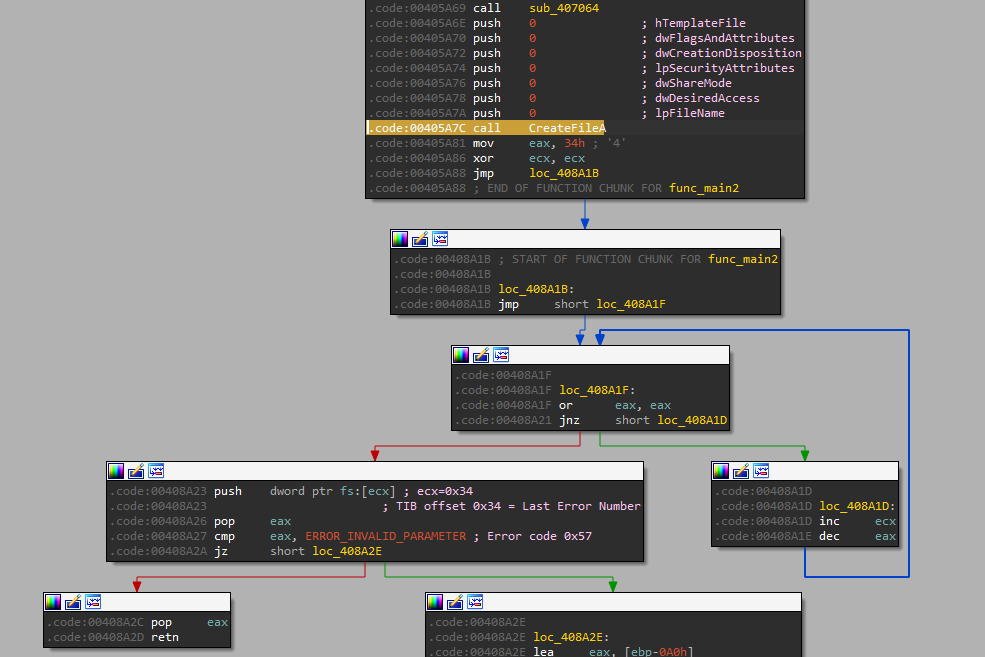 .code:00405A69 call sub_407064
.code:00405A6E push 0 ; hTemplateFile
.code:00405A70 push 0 ; dwFlagsAndAttributes
.code:00405A72 push 0 ; dwCreationDisposition
.code:00405A74 push 0 ; lpSecurityAttributes
.code:00405A76 push 0 ; dwShareMode
.code:00405A78 push 0 ; dwDesiredAccess
.code:00405A7A push 0 ; lpFileName
.code:00405A7C call CreateFileA
.code:00405A81 mov eax, 34h ; '4'
.code:00405A86 xor ecx, ecx
.code:00405A88 jmp loc_408A1B
.code:00405A88 ; END OF FUNCTION CHUNK FOR func_main2
.code:00408A1B ; START OF FUNCTION CHUNK FOR func_main2
.code:00408A1B
.code:00408A1B loc_408A1B:
.code:00408A1B jmp short loc_408A1F
.code:00408A1F
.code:00408A1F loc_408A1F:
.code:00408A1F or eax, eax
.code:00408A21 jnz short loc_408A1D
.code:00408A23 push dword ptr fs:[ecx] ; ecx=0x34
.code:00408A23 ; TIB offset 0x34 = Last Error Number
.code:00408A26 pop eax
.code:00408A27 cmp eax, ERROR_INVALID_PARAMETER ; Error code 0x57
.code:00408A2A jz short loc_408A2E
.code:00408A1D
.code:00408A1D loc_408A1D:
.code:00408A1D inc ecx
.code:00408A1E dec eax
.code:00408A2C pop eax
.code:00408A2D retn
.code:00408A2E
.code:00408A2E loc_408A2E:
.code:00408A2E lea eax, [ebp-0A0h]